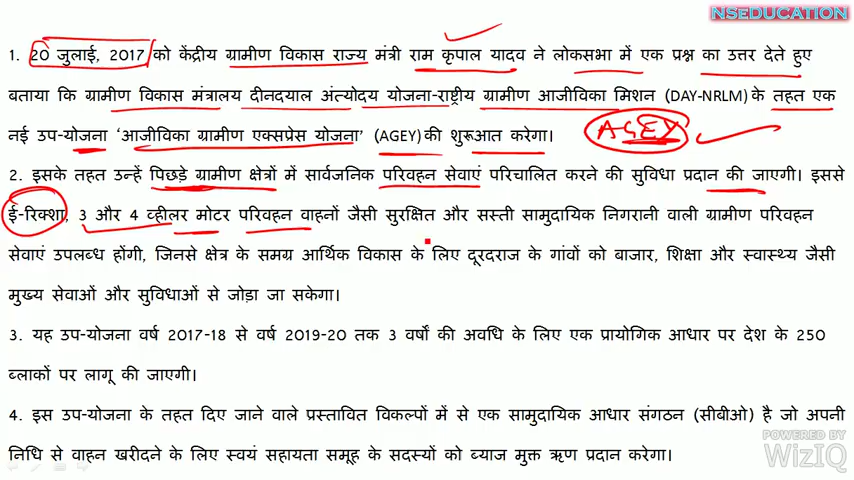 NSEDUCATION
1. 20 जुलाई, 2017 को केंद्रीय ग्रामीण विकास राज्य मंत्री राम कृपाल यादव ने लोकसभा में एक प्रश्न का उत्तर देते हुए
बताया कि ग्रामीण विकास मंत्रालय दीनदयाल अंत्योदय योजना-राष्ट्रीय ग्रामीण आजीविका मिशन (DAY-NRLM) के तहत एक
नई उप-योजना ‘आजीविका ग्रामीण एक्सप्रेस योजना’ (AGEY) की शुरूआत करेगा। AGEY
2. इसके तहत उन्हें पिछड़े ग्रामीण क्षेत्रों में सार्वजनिक परिवहन सेवाएं परिचालित करने की सुविधा प्रदान की जाएगी। इससे
ई-रिक्शा, 3 और 4 व्हीलर मोटर परिवहन वाहनों जैसी सुरक्षित और सस्ती सामुदायिक निगरानी वाली ग्रामीण परिवहन
सेवाएं उपलब्ध होंगी, जिनसे क्षेत्र के समग्र आर्थिक विकास के लिए दूरदराज के गांवों को बाजार, शिक्षा और स्वास्थ्य जैसी
मुख्य सेवाओं और सुविधाओं से जोड़ा जा सकेगा।
3. यह उप-योजना वर्ष 2017-18 से वर्ष 2019-20 तक 3 वर्षों की अवधि के लिए एक प्रायोगिक आधार पर देश के 250
ब्लाकों पर लागू की जाएगी।
4. इस उप-योजना के तहत दिए जाने वाले प्रस्तावित विकल्पों में से एक सामुदायिक आधार संगठन (सीबीओ) है जो अपनी
निधि से वाहन खरीदने के लिए स्वयं सहायता समूह के सदस्यों को ब्याज मुक्त ऋण प्रदान करेगा।
POWERED BY
WizIQ